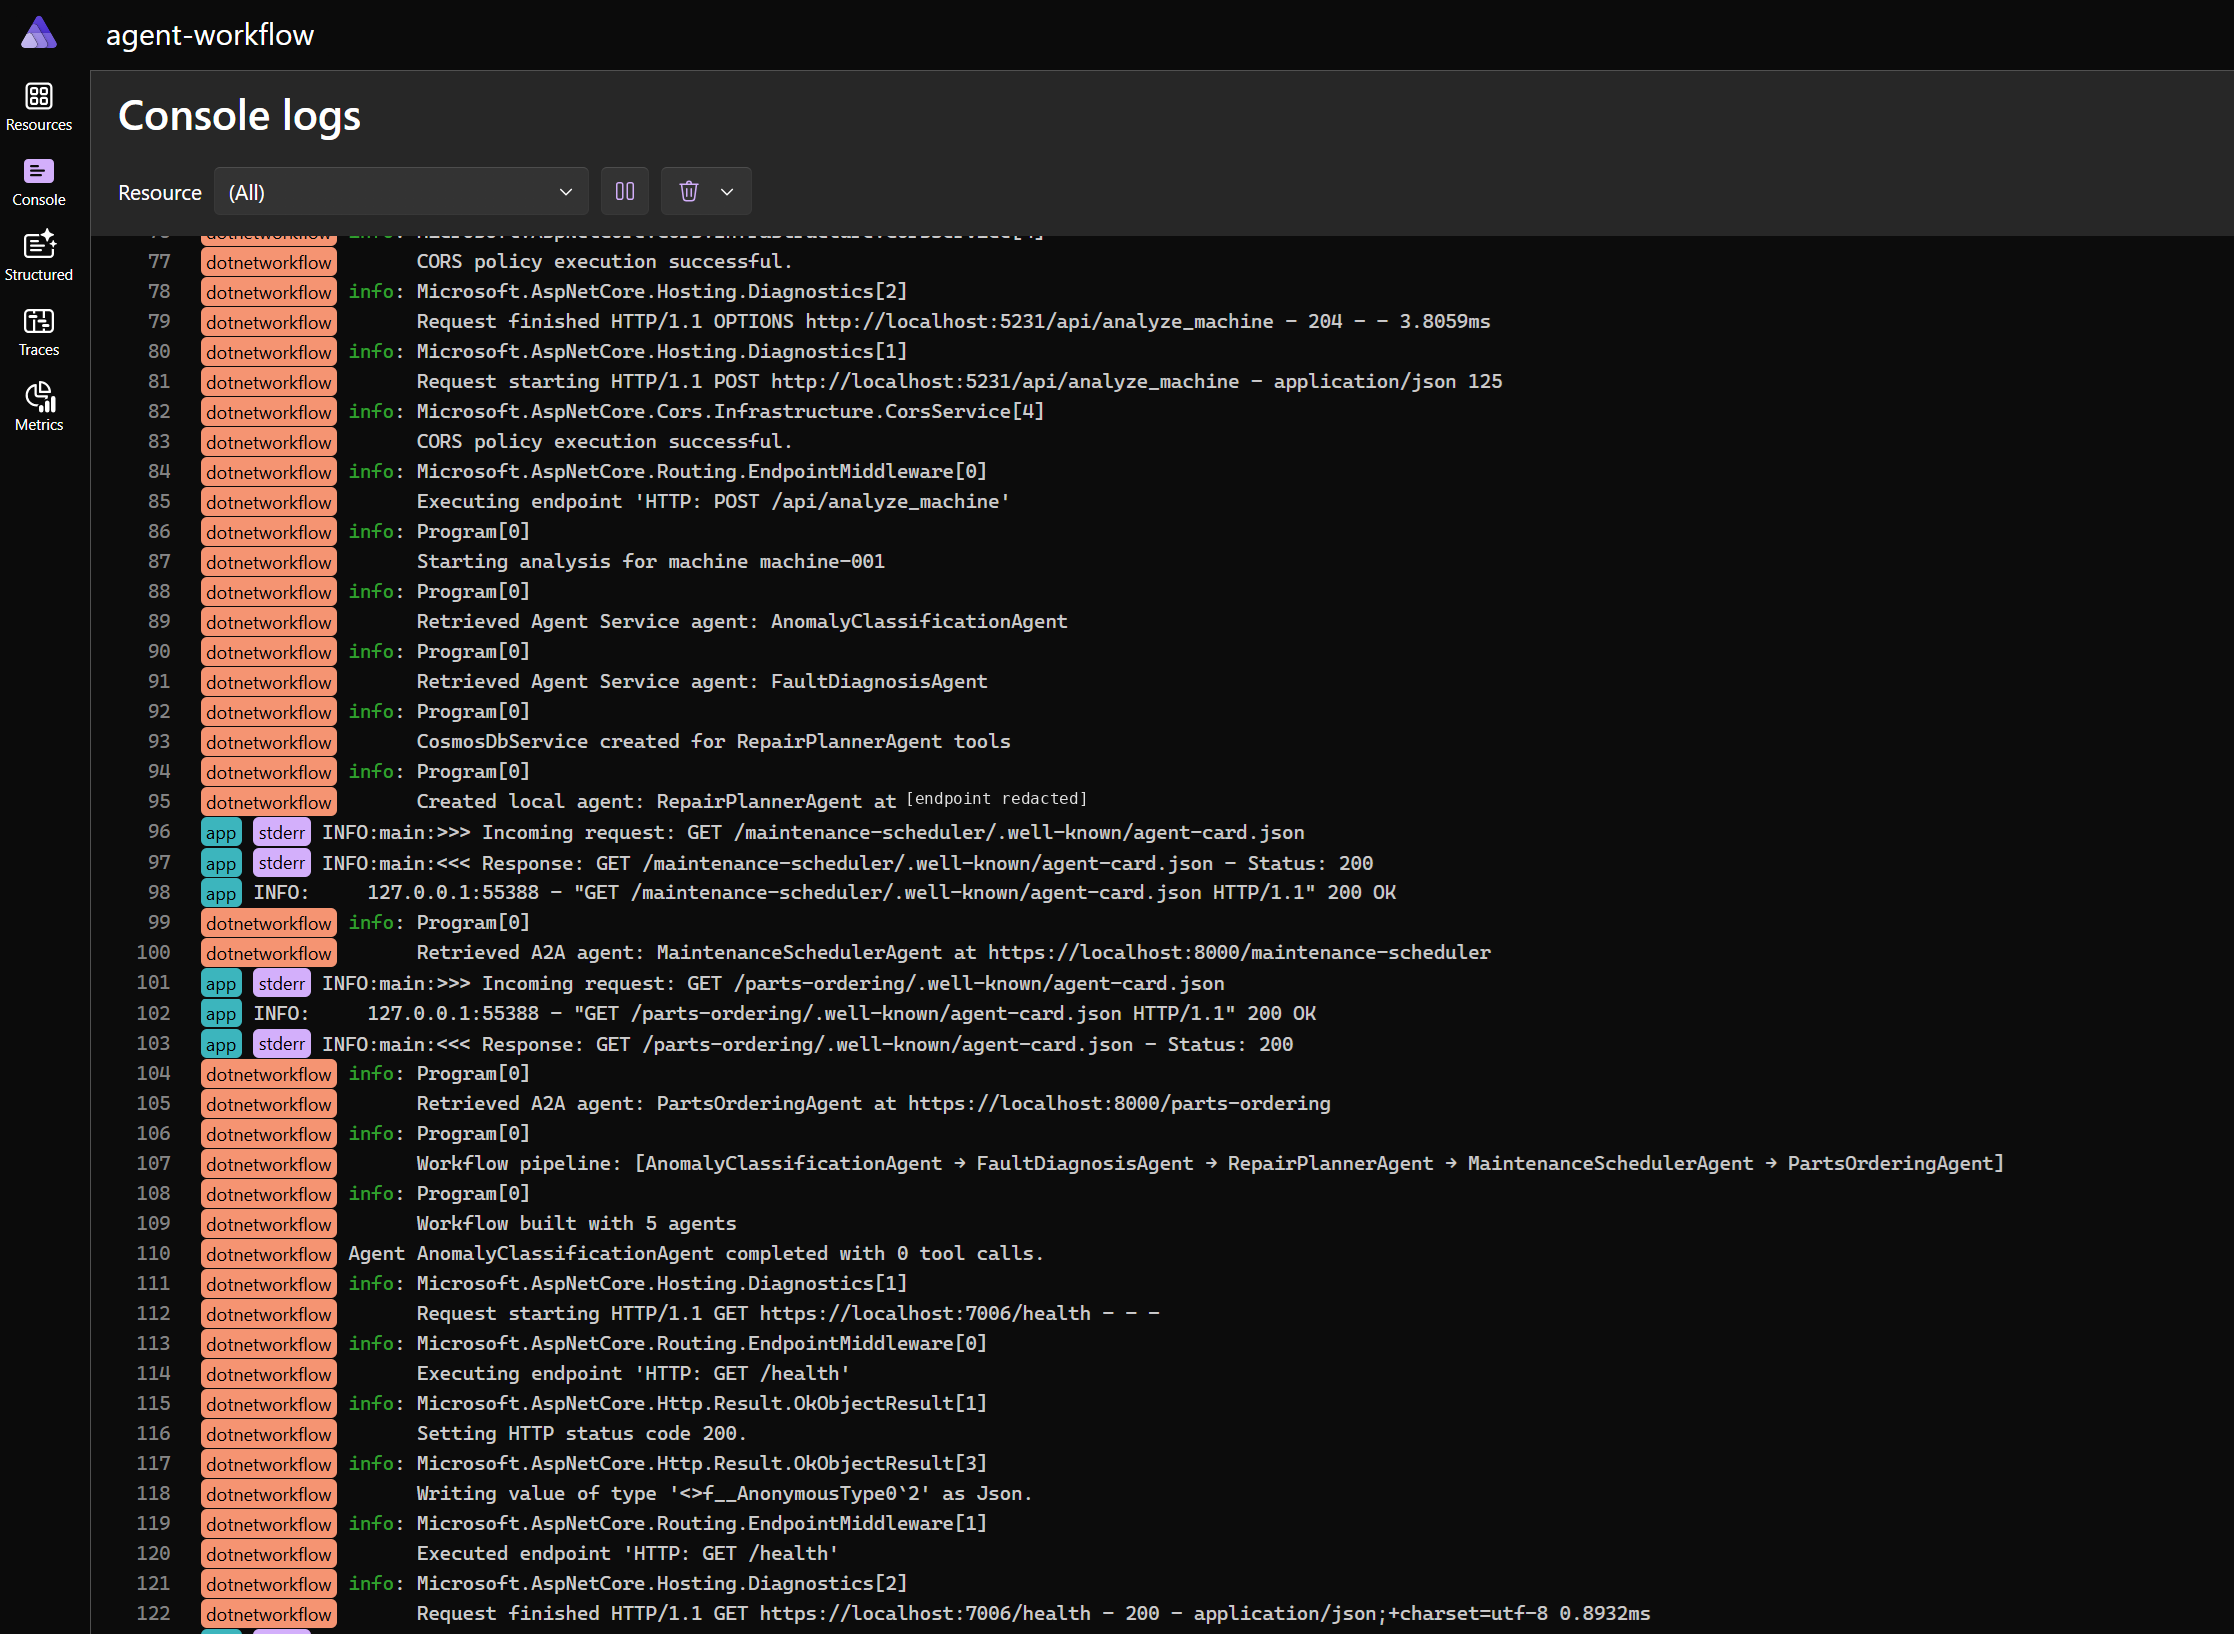 agent-workflow
Resources
Console
Structured
Traces
Metrics
Console logs
Resource (All)
77 dotnetworkflow CORS policy execution successful.
78 dotnetworkflow info: Microsoft.AspNetCore.Hosting.Diagnostics[2]
79 dotnetworkflow Request finished HTTP/1.1 OPTIONS http://localhost:5231/api/analyze_machine - 204 - - 3.8059ms
80 dotnetworkflow info: Microsoft.AspNetCore.Hosting.Diagnostics[1]
81 dotnetworkflow Request starting HTTP/1.1 POST http://localhost:5231/api/analyze_machine - application/json 125
82 dotnetworkflow info: Microsoft.AspNetCore.Cors.Infrastructure.CorsService[4]
83 dotnetworkflow CORS policy execution successful.
84 dotnetworkflow info: Microsoft.AspNetCore.Routing.EndpointMiddleware[0]
85 dotnetworkflow Executing endpoint 'HTTP: POST /api/analyze_machine'
86 dotnetworkflow info: Program[0]
87 dotnetworkflow Starting analysis for machine machine-001
88 dotnetworkflow info: Program[0]
89 dotnetworkflow Retrieved Agent Service agent: AnomalyClassificationAgent
90 dotnetworkflow info: Program[0]
91 dotnetworkflow Retrieved Agent Service agent: FaultDiagnosisAgent
92 dotnetworkflow info: Program[0]
93 dotnetworkflow CosmosDbService created for RepairPlannerAgent tools
94 dotnetworkflow info: Program[0]
95 dotnetworkflow Created local agent: RepairPlannerAgent at [endpoint redacted]
96 app stderr INFO:main:>>> Incoming request: GET /maintenance-scheduler/.well-known/agent-card.json
97 app stderr INFO:main:<<< Response: GET /maintenance-scheduler/.well-known/agent-card.json - Status: 200
98 app INFO: 127.0.0.1:55388 - "GET /maintenance-scheduler/.well-known/agent-card.json HTTP/1.1" 200 OK
99 dotnetworkflow info: Program[0]
100 dotnetworkflow Retrieved A2A agent: MaintenanceSchedulerAgent at https://localhost:8000/maintenance-scheduler
101 app stderr INFO:main:>>> Incoming request: GET /parts-ordering/.well-known/agent-card.json
102 app INFO: 127.0.0.1:55388 - "GET /parts-ordering/.well-known/agent-card.json HTTP/1.1" 200 OK
103 app stderr INFO:main:<<< Response: GET /parts-ordering/.well-known/agent-card.json - Status: 200
104 dotnetworkflow info: Program[0]
105 dotnetworkflow Retrieved A2A agent: PartsOrderingAgent at https://localhost:8000/parts-ordering
106 dotnetworkflow info: Program[0]
107 dotnetworkflow Workflow pipeline: [AnomalyClassificationAgent → FaultDiagnosisAgent → RepairPlannerAgent → MaintenanceSchedulerAgent → PartsOrderingAgent]
108 dotnetworkflow info: Program[0]
109 dotnetworkflow Workflow built with 5 agents
110 dotnetworkflow Agent AnomalyClassificationAgent completed with 0 tool calls.
111 dotnetworkflow info: Microsoft.AspNetCore.Hosting.Diagnostics[1]
112 dotnetworkflow Request starting HTTP/1.1 GET https://localhost:7006/health - - -
113 dotnetworkflow info: Microsoft.AspNetCore.Routing.EndpointMiddleware[0]
114 dotnetworkflow Executing endpoint 'HTTP: GET /health'
115 dotnetworkflow info: Microsoft.AspNetCore.Http.Result.OkObjectResult[1]
116 dotnetworkflow Setting HTTP status code 200.
117 dotnetworkflow info: Microsoft.AspNetCore.Http.Result.OkObjectResult[3]
118 dotnetworkflow Writing value of type '<>f__AnonymousType0`2' as Json.
119 dotnetworkflow info: Microsoft.AspNetCore.Routing.EndpointMiddleware[1]
120 dotnetworkflow Executed endpoint 'HTTP: GET /health'
121 dotnetworkflow info: Microsoft.AspNetCore.Hosting.Diagnostics[2]
122 dotnetworkflow Request finished HTTP/1.1 GET https://localhost:7006/health - 200 - application/json;+charset=utf-8 0.8932ms